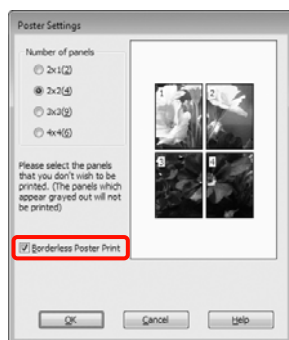 Poster Settings
Number of panels
2x1(2)
2x2(4)
3x3(9)
4x4(6)
Please select the panels
that you don't wish to be
printed. (The panels which
appear grayed out will not
be printed)
Borderless Poster Print
1 2
3 4
OK Cancel Help